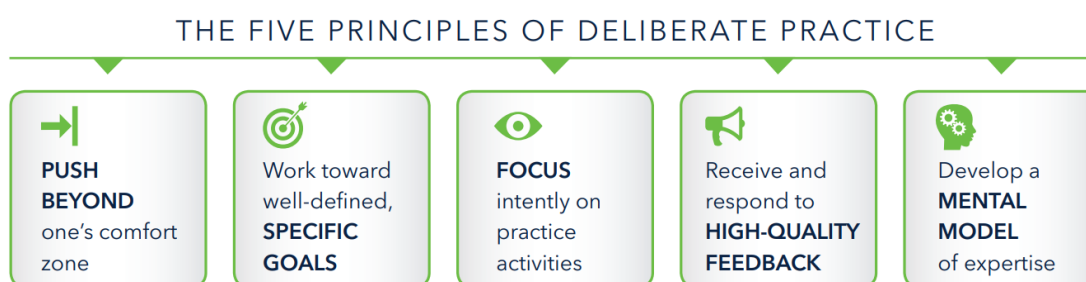 THE FIVE PRINCIPLES OF DELIBERATE PRACTICE
PUSH
BEYOND
one's comfort
zone
Work toward
well-defined,
SPECIFIC
GOALS
FOCUS
intently on
practice
activities
Receive and
respond to
HIGH-QUALITY
FEEDBACK
Develop a
MENTAL
MODEL
of expertise